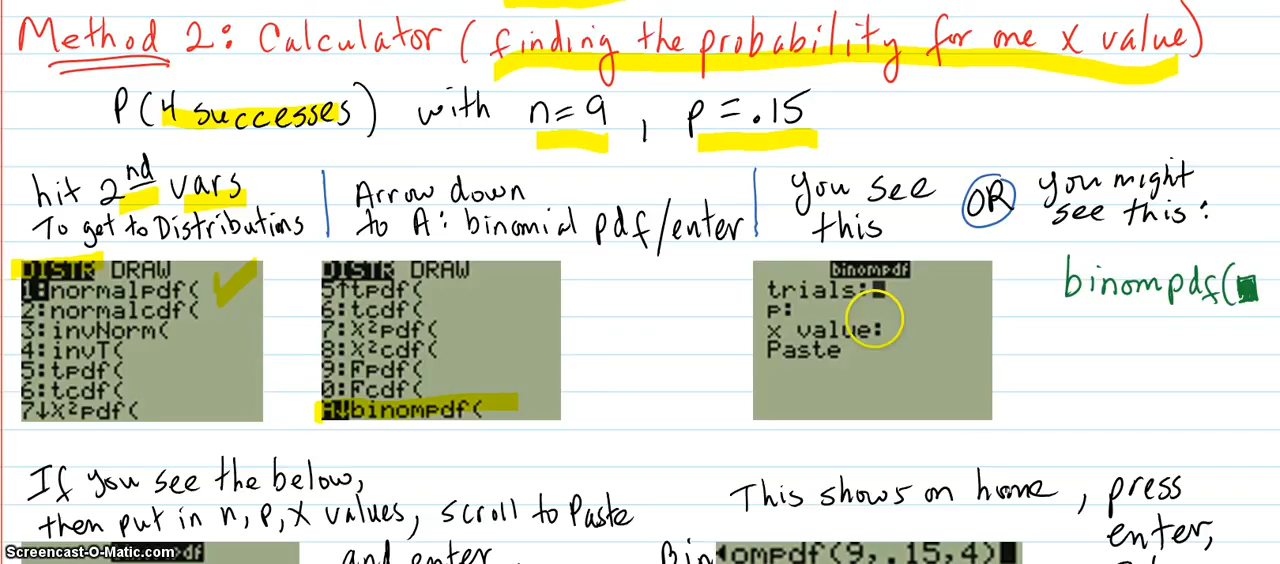 Method 2: Calculator (finding the probability for one x value)
P(4 successes) with n=9, p=.15
hit 2nd vars
To get to Distributions
Arrow down
to A: binomial pdf/enter
You see
this
OR
you might
see this:
DISTR DRAW
1:normalpdf(
2:normalcdf(
3:invNorm(
4:invT(
5:tpdf(
6:tcdf(
7↓χ²pdf(
DISTR DRAW
5↑tpdf(
6:tcdf(
7:χ²pdf(
8:χ²cdf(
9:Fpdf(
0:Fcdf(
A↓binompdf(
binompdf
trials:
p:
x value:
Paste
binompdf(
If you see the below,
then put in n, p, x values, scroll to Paste
and enter
This shows on home, press
enter,
Bin
ompdf(9,.15,4)
Screencast-O-Matic.com